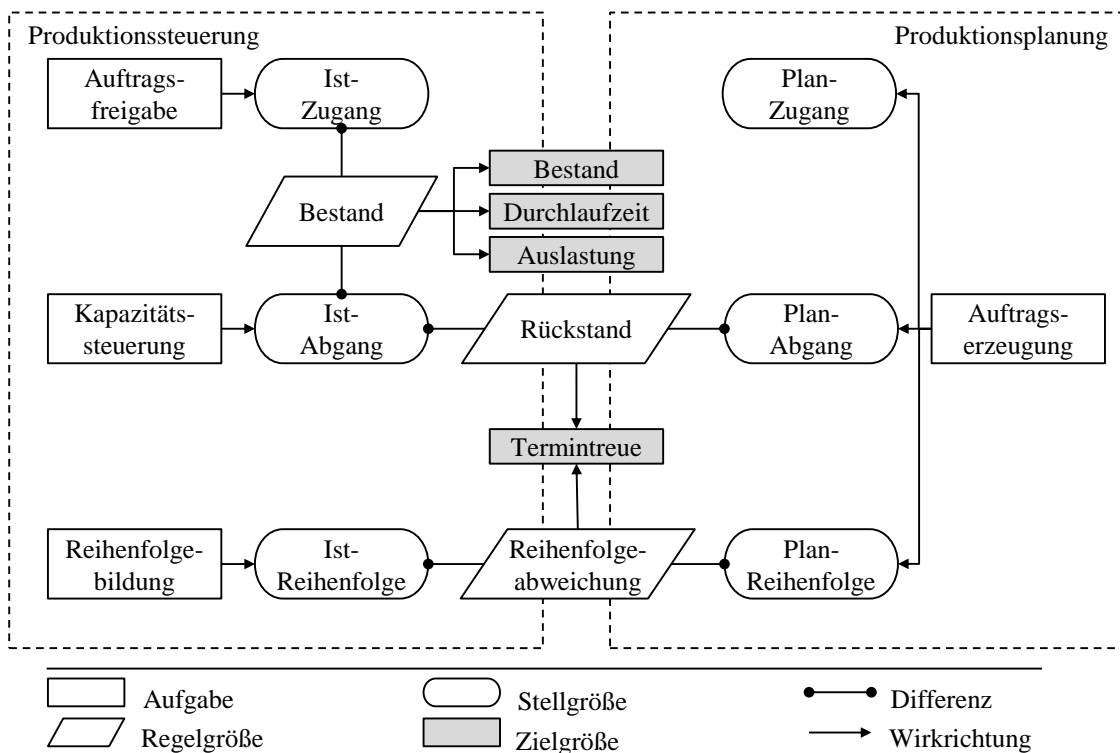 Produktionssteuerung
Produktionsplanung
Auftrags-
freigabe
Ist-
Zugang
Plan-
Zugang
Bestand
Bestand
Durchlaufzeit
Auslastung
Kapazitäts-
steuerung
Ist-
Abgang
Rückstand
Plan-
Abgang
Auftrags-
erzeugung
Termintreue
Reihenfolge-
bildung
Ist-
Reihenfolge
Reihenfolge-
abweichung
Plan-
Reihenfolge
Aufgabe
Stellgröße
Differenz
Regelgröße
Zielgröße
Wirkrichtung